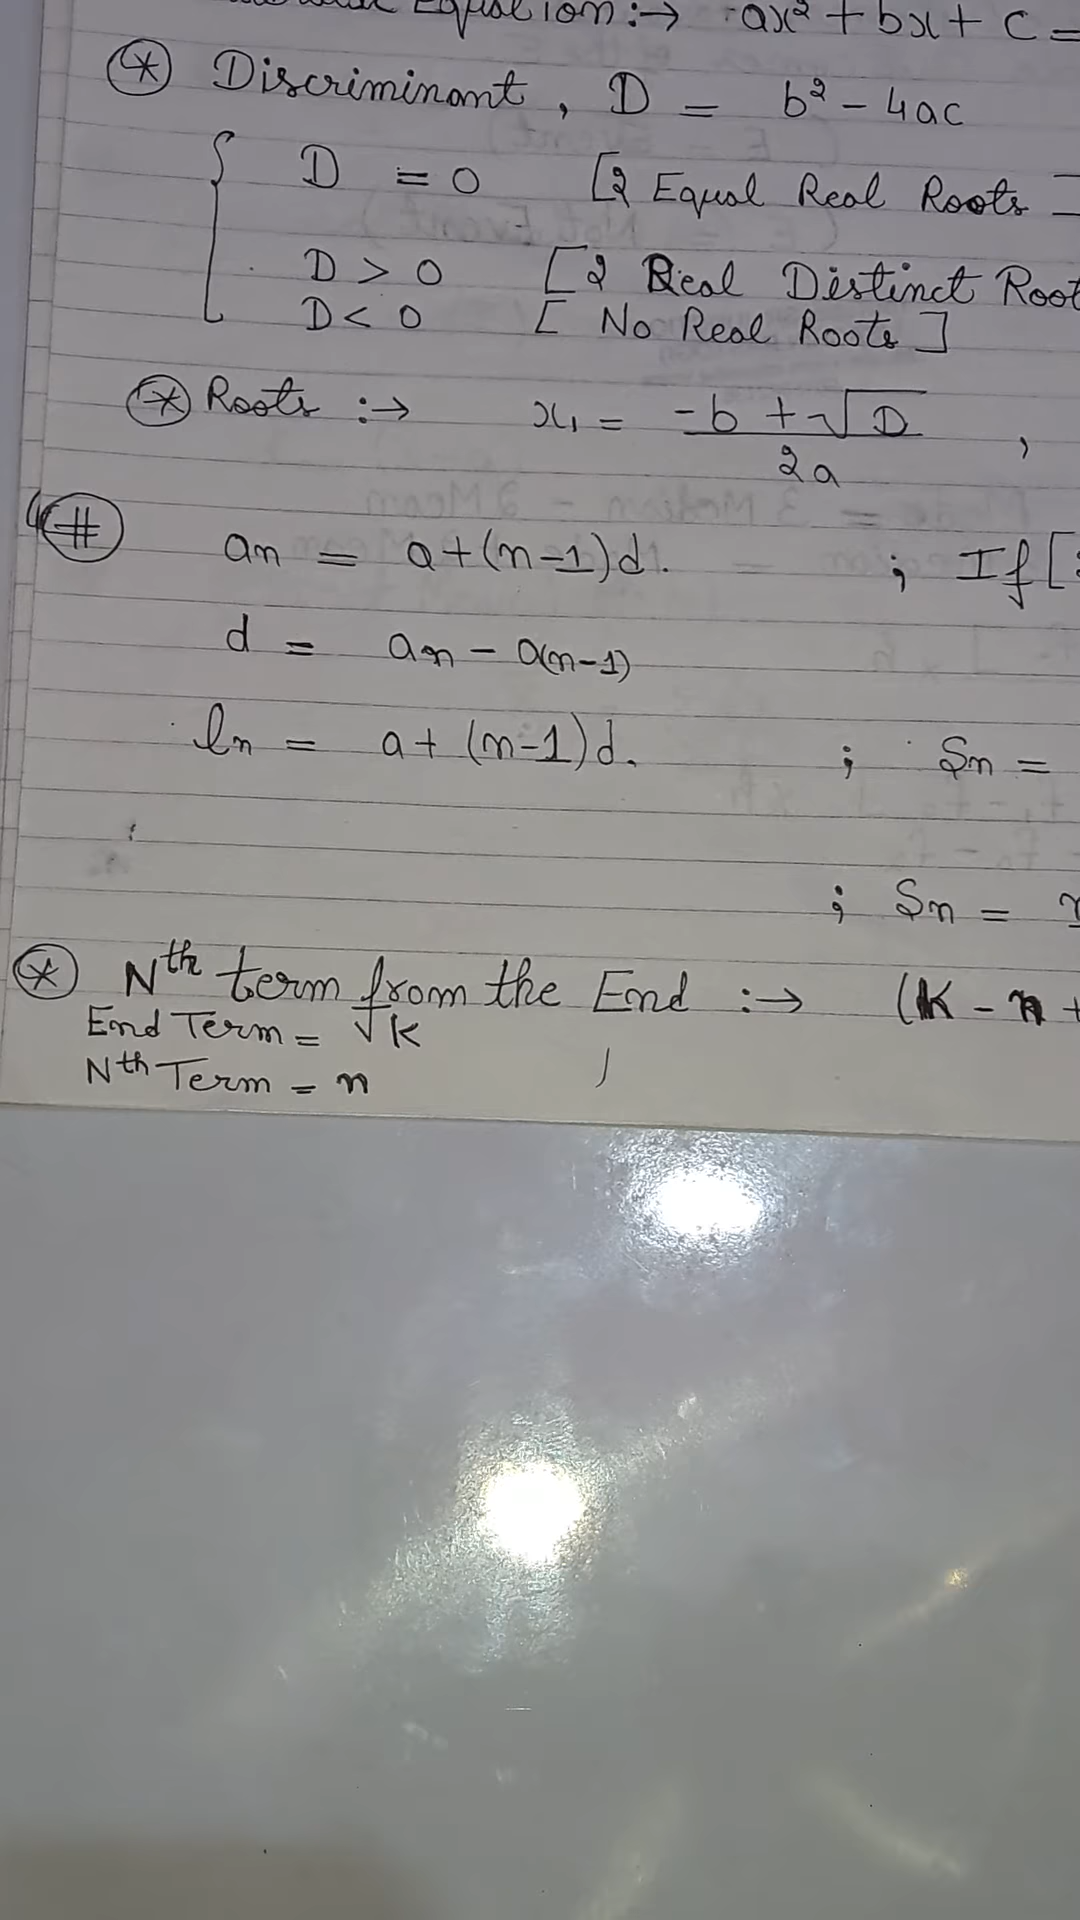 Equation :→ ax² + bx + c =
* Discriminant, D = b² - 4ac
D = 0 [2 Equal Real Roots ]
D > 0 [2 Real Distinct Root
D < 0 [ No Real Roots ]
* Roots :→ x₁ = (-b + √D)/2a ,
# an = a + (n-1)d. ; If [
d = an - a(n-1)
ln = a + (n-1)d. ; Sn =
; Sn =
* Nth term from the End :→ (K - n +
End Term = K
Nth Term = n